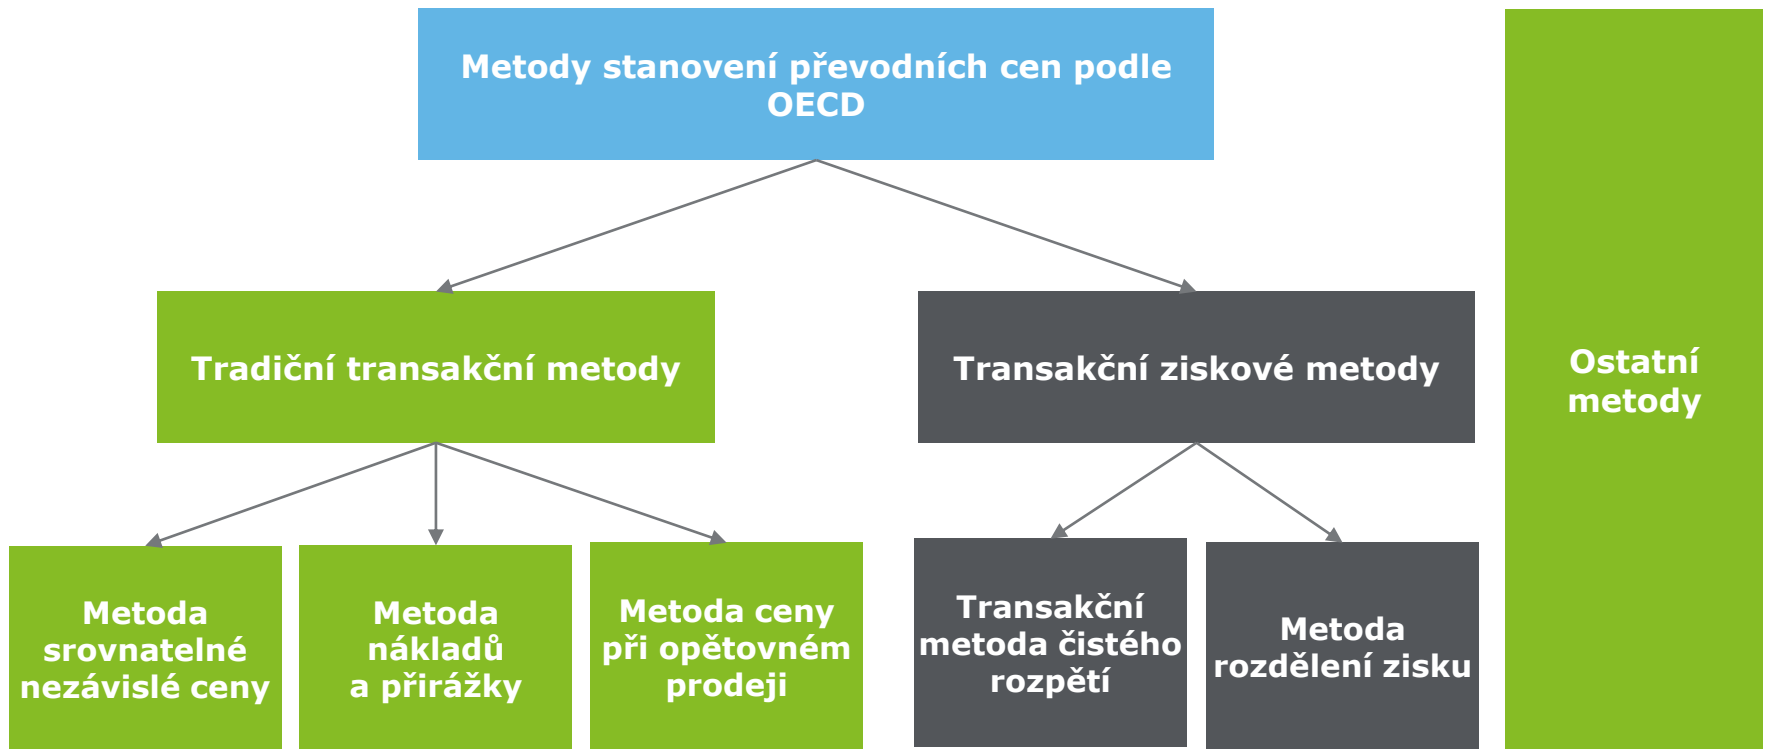 Metody stanovení převodních cen podle
OECD
Tradiční transakční metody
Transakční ziskové metody
Ostatní
metody
Metoda
srovnatelné
nezávislé ceny
Metoda
nákladů
a přirážky
Metoda ceny
při opětovném
prodeji
Transakční
metoda čistého
rozpětí
Metoda
rozdělení zisku